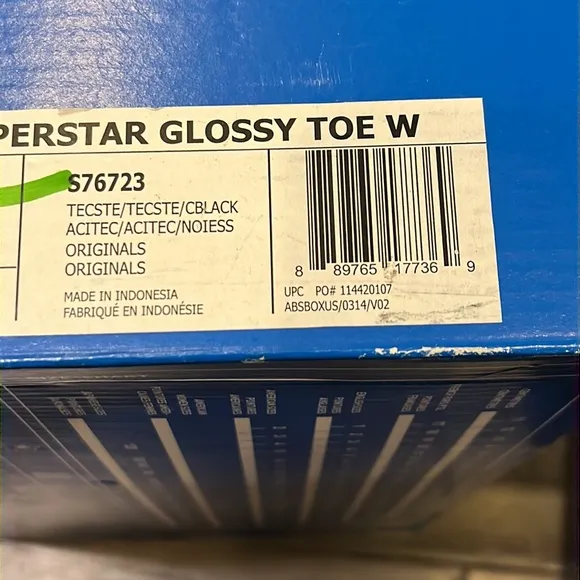 PERSTAR GLOSSY TOE W
S76723
TECSTE/TECSTE/CBLACK
ACITEC/ACITEC/NOIESS
ORIGINALS
ORIGINALS
MADE IN INDONESIA
FABRIQUÉ EN INDONÉSIE
8 89765 17736 9
UPC PO# 114420107
ABSBOXUS/0314/V02